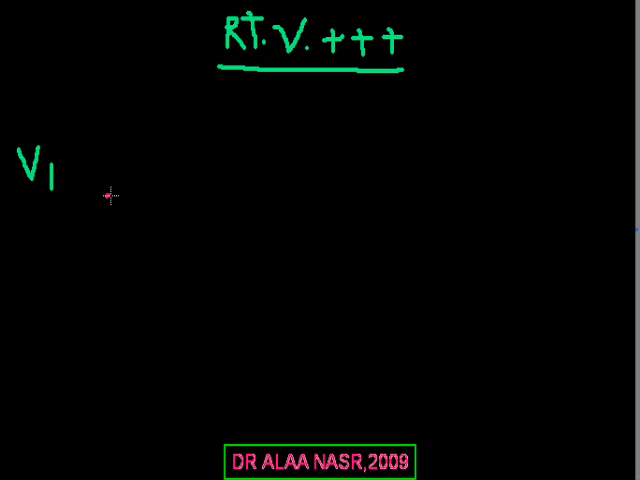 RT. V. +++
V1
DR ALAA NASR,2009